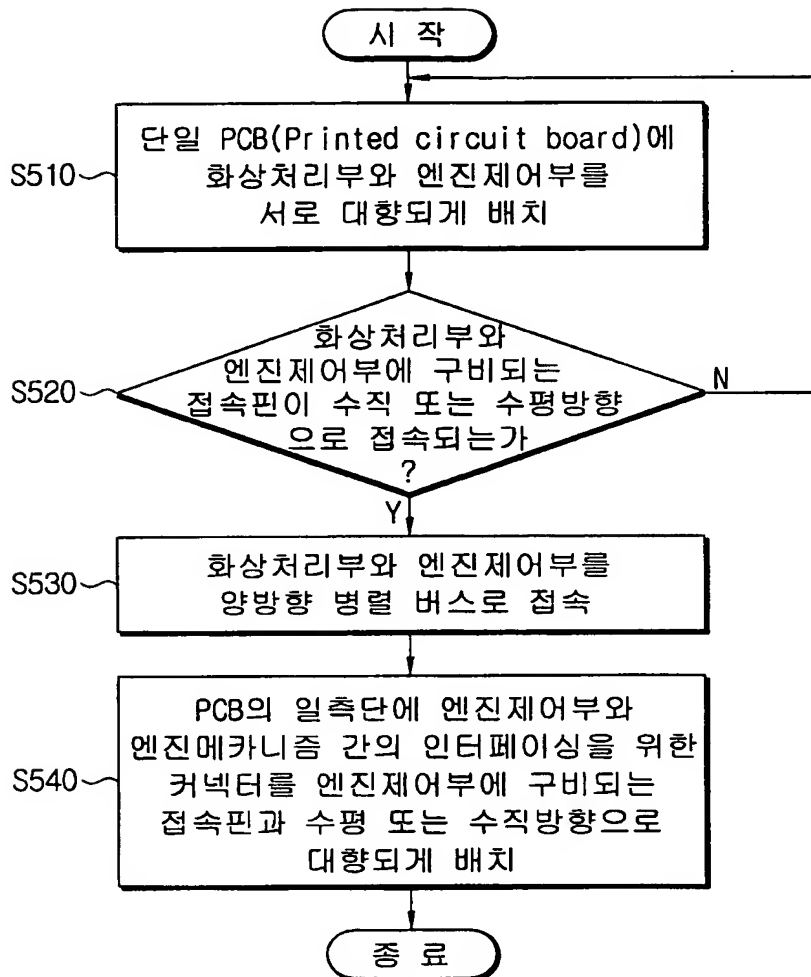 시 작
S510
단일 PCB(Printed circuit board)에
화상처리부와 엔진제어부를
서로 대향되게 배치
S520
화상처리부와
엔진제어부에 구비되는
접속핀이 수직 또는 수평방향
으로 접속되는가
?
N
Y
S530
화상처리부와 엔진제어부를
양방향 병렬 버스로 접속
S540
PCB의 일측단에 엔진제어부와
엔진메카니즘 간의 인터페이싱을 위한
커넥터를 엔진제어부에 구비되는
접속핀과 수평 또는 수직방향으로
대향되게 배치
종 료